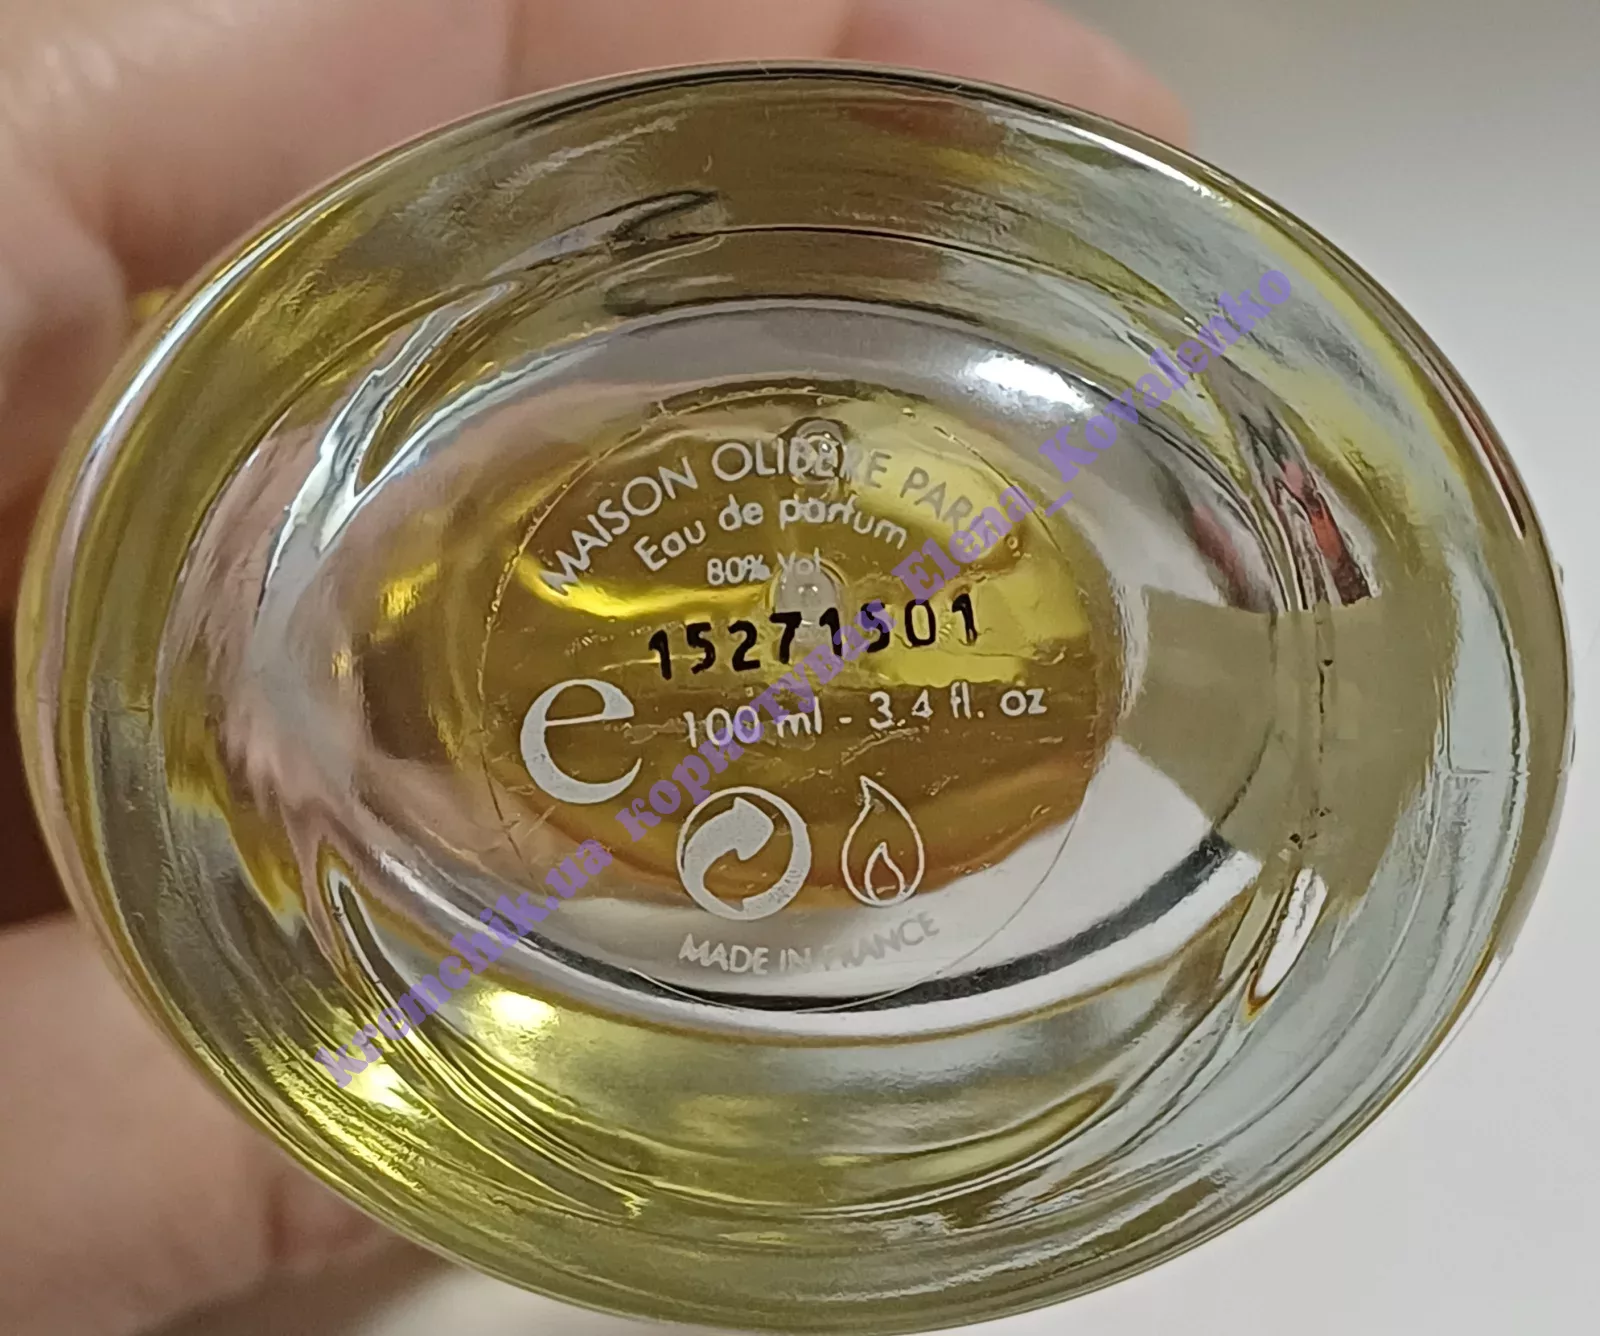 MAISON OLIBERE PARIS
Eau de parfum
80% Vol
15271501
e 100 ml - 3.4 fl. oz
MADE IN FRANCE
kremchik.ua користувач Elena_Kovalenko